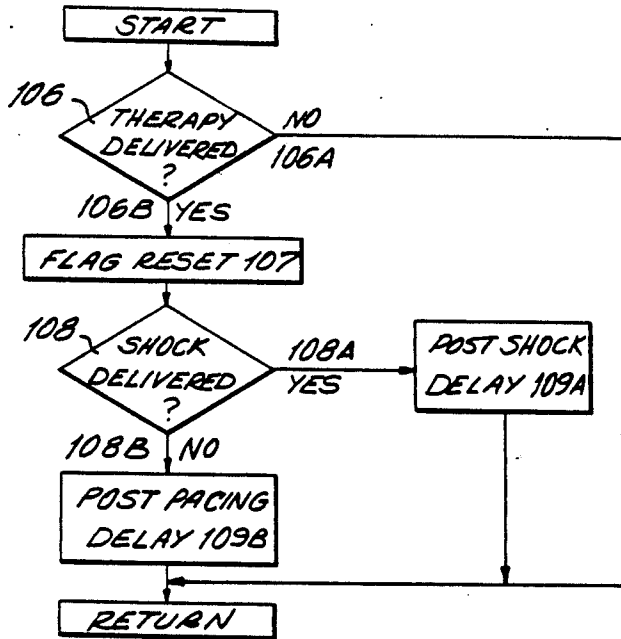 START
106
THERAPY
DELIVERED
?
NO
106A
106B YES
FLAG RESET 107
108
SHOCK
DELIVERED
?
108A
YES
POST SHOCK
DELAY 109A
108B NO
POST PACING
DELAY 109B
RETURN